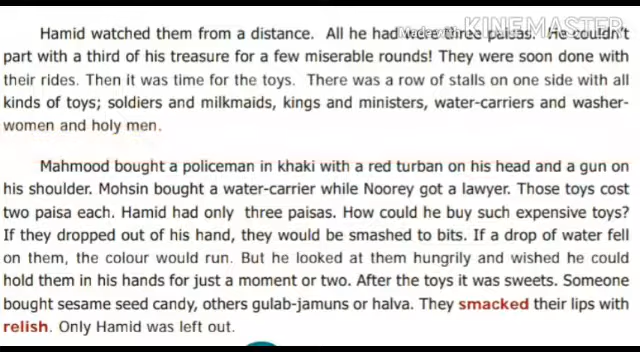 Made with KINEMASTER
Hamid watched them from a distance. All he had were three paisas. He couldn't
part with a third of his treasure for a few miserable rounds! They were soon done with
their rides. Then it was time for the toys. There was a row of stalls on one side with all
kinds of toys; soldiers and milkmaids, kings and ministers, water-carriers and washer-
women and holy men.
Mahmood bought a policeman in khaki with a red turban on his head and a gun on
his shoulder. Mohsin bought a water-carrier while Noorey got a lawyer. Those toys cost
two paisa each. Hamid had only three paisas. How could he buy such expensive toys?
If they dropped out of his hand, they would be smashed to bits. If a drop of water fell
on them, the colour would run. But he looked at them hungrily and wished he could
hold them in his hands for just a moment or two. After the toys it was sweets. Someone
bought sesame seed candy, others gulab-jamuns or halva. They smacked their lips with
relish. Only Hamid was left out.